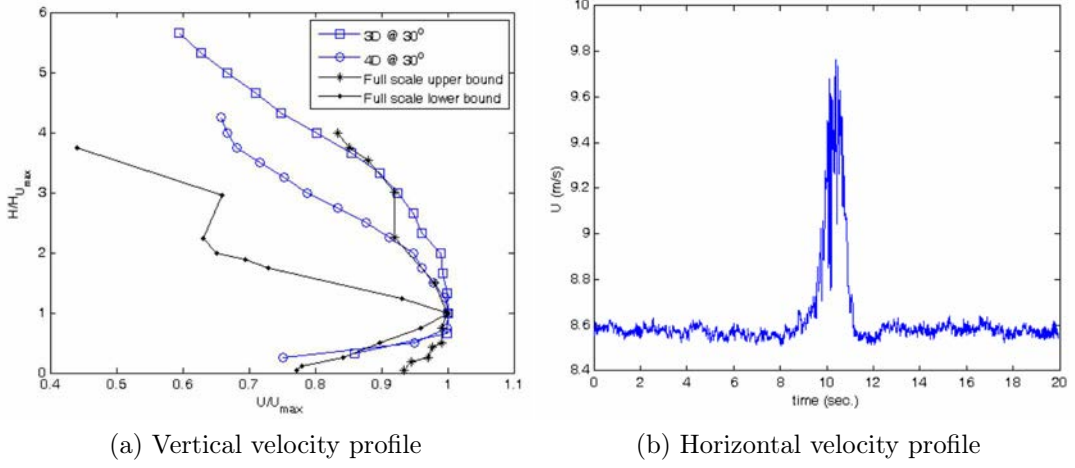 6
5
4
3
2
1
0
H/H_Umax
0.4 0.5 0.6 0.7 0.8 0.9 1 1.1
U/U_max
3D @ 30°
4D @ 30°
Full scale upper bound
Full scale lower bound
(a) Vertical velocity profile
10
9.8
9.6
9.4
9.2
9
8.8
8.6
8.4
U (m/s)
0 2 4 6 8 10 12 14 16 18 20
time (sec.)
(b) Horizontal velocity profile